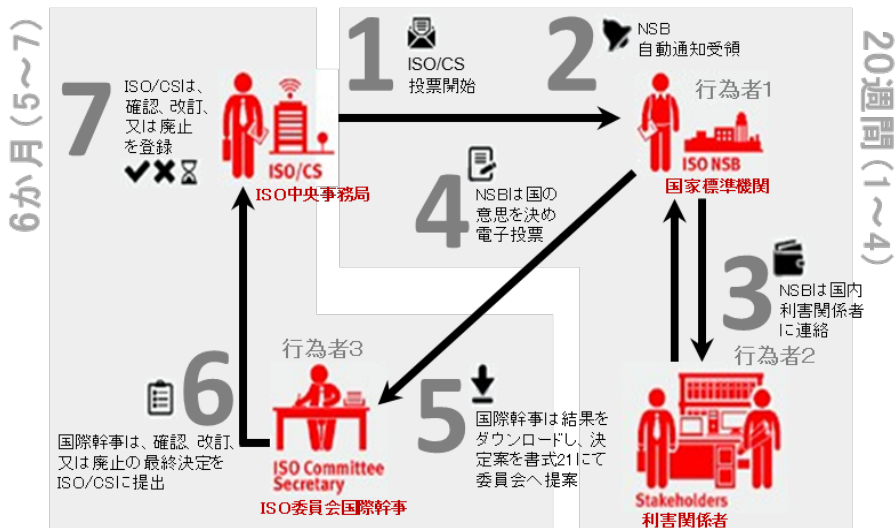 6か月(5～7)
7
ISO/CSは、
確認、改訂、
又は廃止
を登録
ISO/CS
ISO中央事務局
1
ISO/CS
投票開始
2
NSB
自動通知受領
行為者1
ISO NSB
国家標準機関
20週間(1～4)
4
NSBは国の
意思を決め
電子投票
3
NSBは国内
利害関係者
に連絡
行為者2
Stakeholders
利害関係者
5
国際幹事は結果を
ダウンロードし、決
定案を書式21にて
委員会へ提案
行為者3
ISO Committee
Secretary
ISO委員会国際幹事
6
国際幹事は、確認、改訂、
又は廃止の最終決定を
ISO/CSに提出